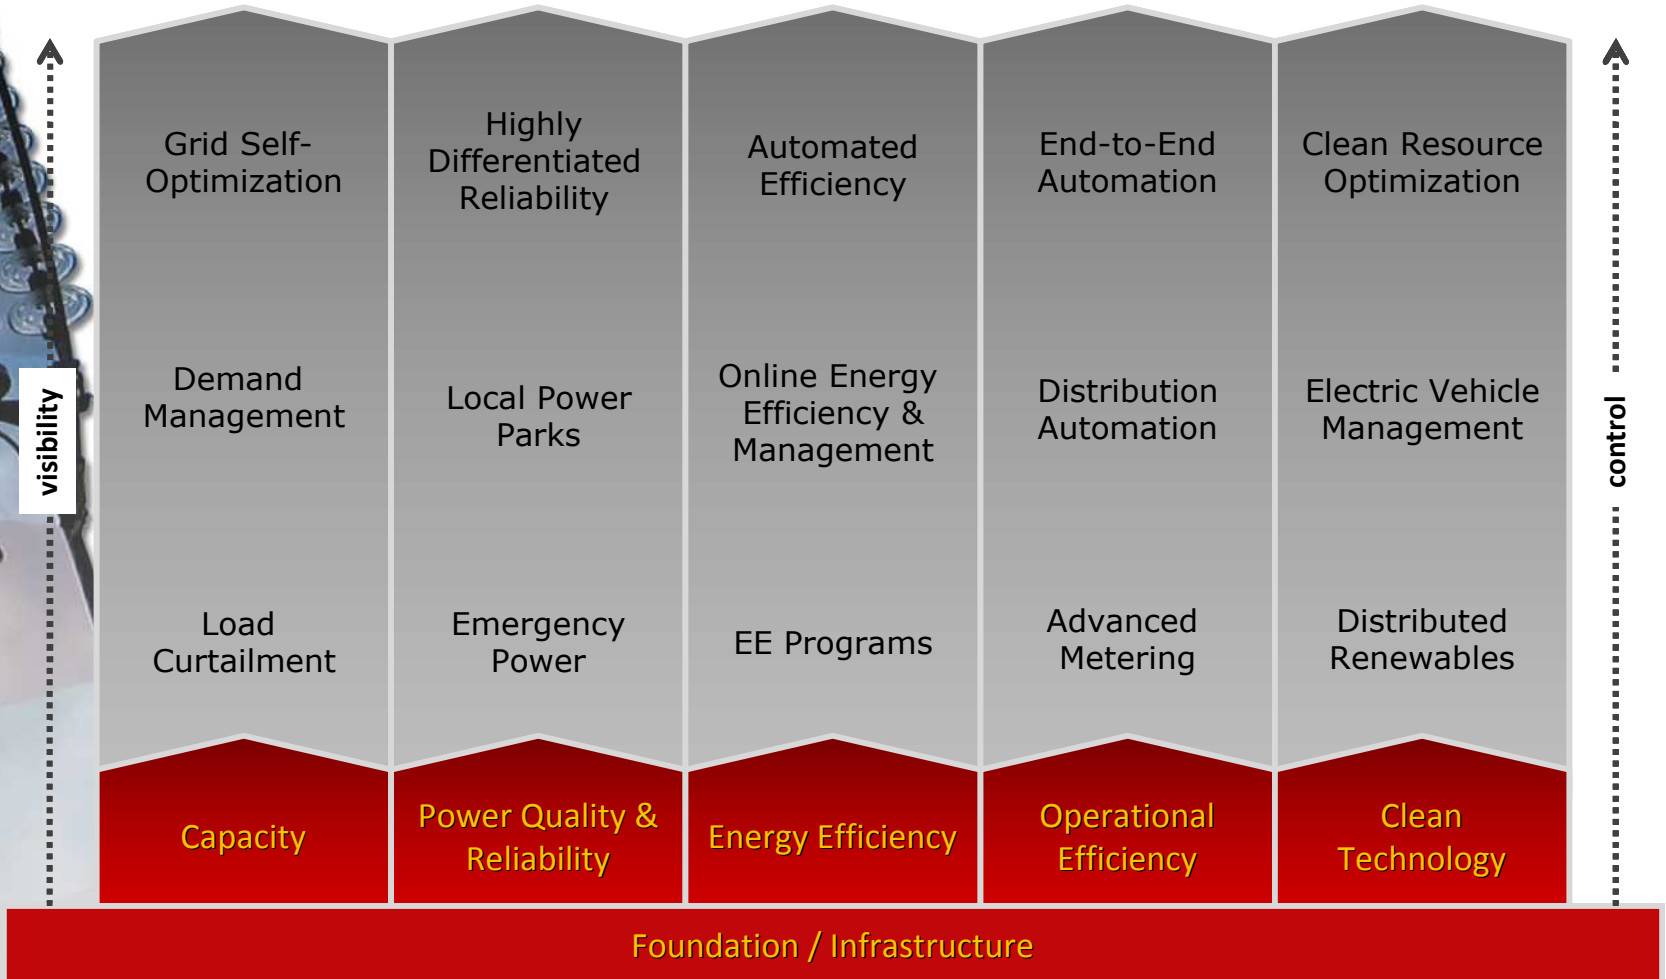 Grid Self-
Optimization
Highly
Differentiated
Reliability
Automated
Efficiency
End-to-End
Automation
Clean Resource
Optimization
visibility
Demand
Management
Local Power
Parks
Online Energy
Efficiency &
Management
Distribution
Automation
Electric Vehicle
Management
control
Load
Curtailment
Emergency
Power
EE Programs
Advanced
Metering
Distributed
Renewables
Capacity
Power Quality &
Reliability
Energy Efficiency
Operational
Efficiency
Clean
Technology
Foundation / Infrastructure